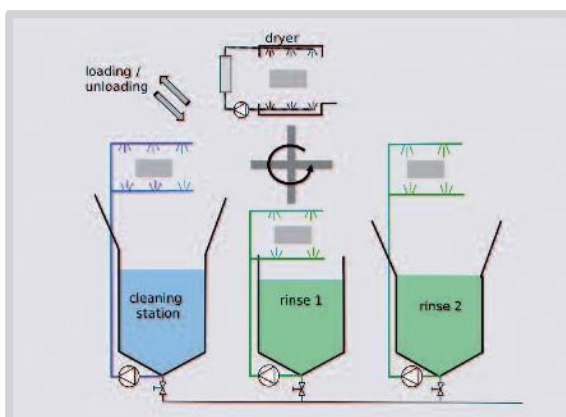 dryer
loading /
unloading
cleaning
station
rinse 1
rinse 2